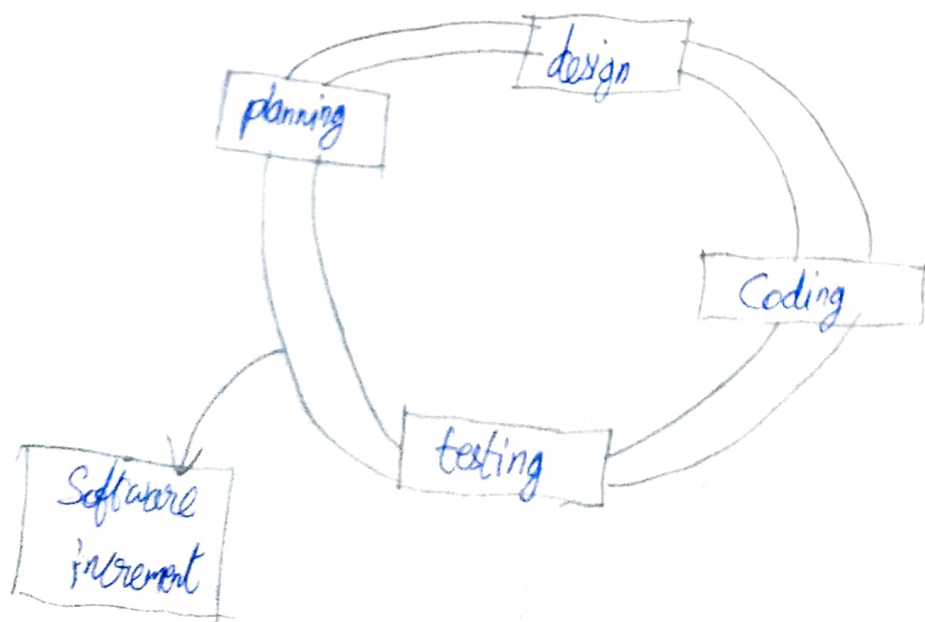 design
planning
Coding
testing
Software
increment